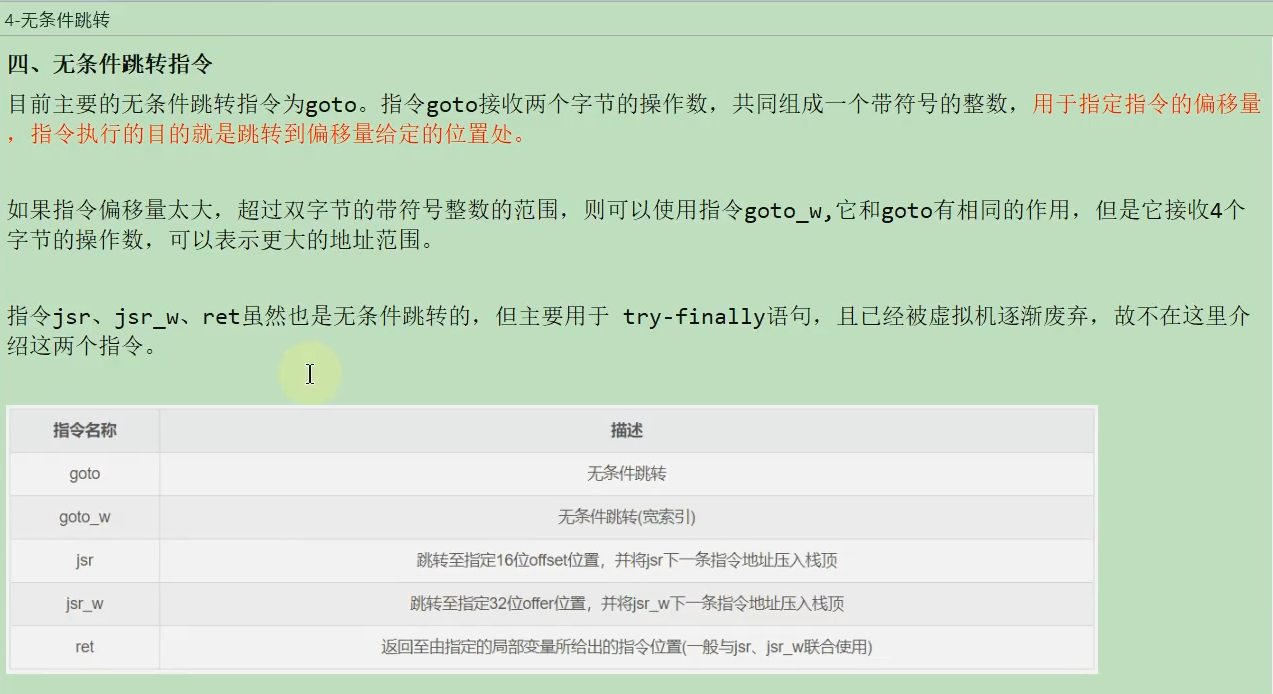 4-无条件跳转
四、无条件跳转指令
目前主要的无条件跳转指令为goto。指令goto接收两个字节的操作数，共同组成一个带符号的整数，用于指定指令的偏移量
，指令执行的目的就是跳转到偏移量给定的位置处。
如果指令偏移量太大，超过双字节的带符号整数的范围，则可以使用指令goto_w,它和goto有相同的作用，但是它接收4个
字节的操作数，可以表示更大的地址范围。
指令jsr、jsr_w、ret虽然也是无条件跳转的，但主要用于 try-finally语句，且已经被虚拟机逐渐废弃，故不在这里介
绍这两个指令。
指令名称 描述
goto 无条件跳转
goto_w 无条件跳转(宽索引)
jsr 跳转至指定16位offset位置，并将jsr下一条指令地址压入栈顶
jsr_w 跳转至指定32位offer位置，并将jsr_w下一条指令地址压入栈顶
ret 返回至由指定的局部变量所给出的指令位置(一般与jsr、jsr_w联合使用)